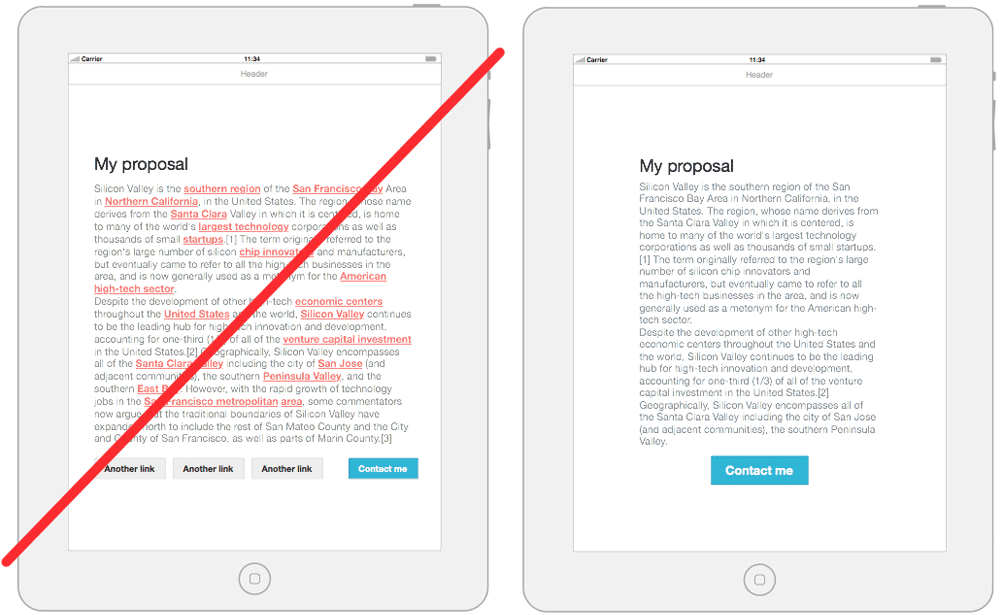 Carrier
11:34
Header
My proposal
Silicon Valley is the southern region of the San Francisco Bay Area
in Northern California, in the United States. The region, whose name
derives from the Santa Clara Valley in which it is centered, is home
to many of the world's largest technology corporations as well as
thousands of small startups.[1] The term originally referred to the
region's large number of silicon chip innovators and manufacturers,
but eventually came to refer to all the high-tech businesses in the
area, and is now generally used as a metonym for the American
high-tech sector.
Despite the development of other high-tech economic centers
throughout the United States and the world, Silicon Valley continues
to be the leading hub for high-tech innovation and development,
accounting for one-third (1/3) of all of the venture capital investment
in the United States.[2] Geographically, Silicon Valley encompasses
all of the Santa Clara Valley including the city of San Jose (and
adjacent communities), the southern Peninsula Valley, and the
southern East Bay. However, with the rapid growth of technology
jobs in the San Francisco metropolitan area, some commentators
now argue that the traditional boundaries of Silicon Valley have
expanded north to include the rest of San Mateo County and the City
and County of San Francisco, as well as parts of Marin County.[3]
Another link
Another link
Another link
Contact me
Carrier
11:34
Header
My proposal
Silicon Valley is the southern region of the San
Francisco Bay Area in Northern California, in the
United States. The region, whose name derives from
the Santa Clara Valley in which it is centered, is
home to many of the world's largest technology
corporations as well as thousands of small startups.
[1] The term originally referred to the region's large
number of silicon chip innovators and
manufacturers, but eventually came to refer to all
the high-tech businesses in the area, and is now
generally used as a metonym for the American high-
tech sector.
Despite the development of other high-tech
economic centers throughout the United States and
the world, Silicon Valley continues to be the leading
hub for high-tech innovation and development,
accounting for one-third (1/3) of all of the venture
capital investment in the United States.[2]
Geographically, Silicon Valley encompasses all of
the Santa Clara Valley including the city of San Jose
(and adjacent communities), the southern Peninsula
Valley.
Contact me